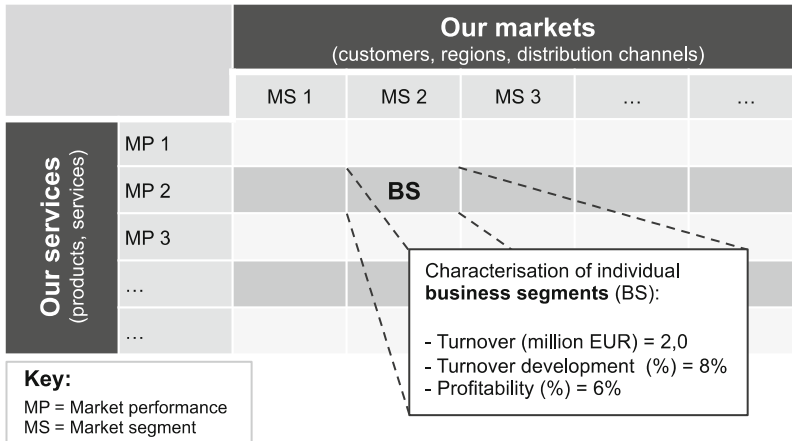 Our markets
(customers, regions, distribution channels)
MS 1 MS 2 MS 3 ... ...
Our services
(products, services)
MP 1
MP 2 BS
MP 3
...
...
Characterisation of individual
business segments (BS):
- Turnover (million EUR) = 2,0
- Turnover development (%) = 8%
- Profitability (%) = 6%
Key:
MP = Market performance
MS = Market segment